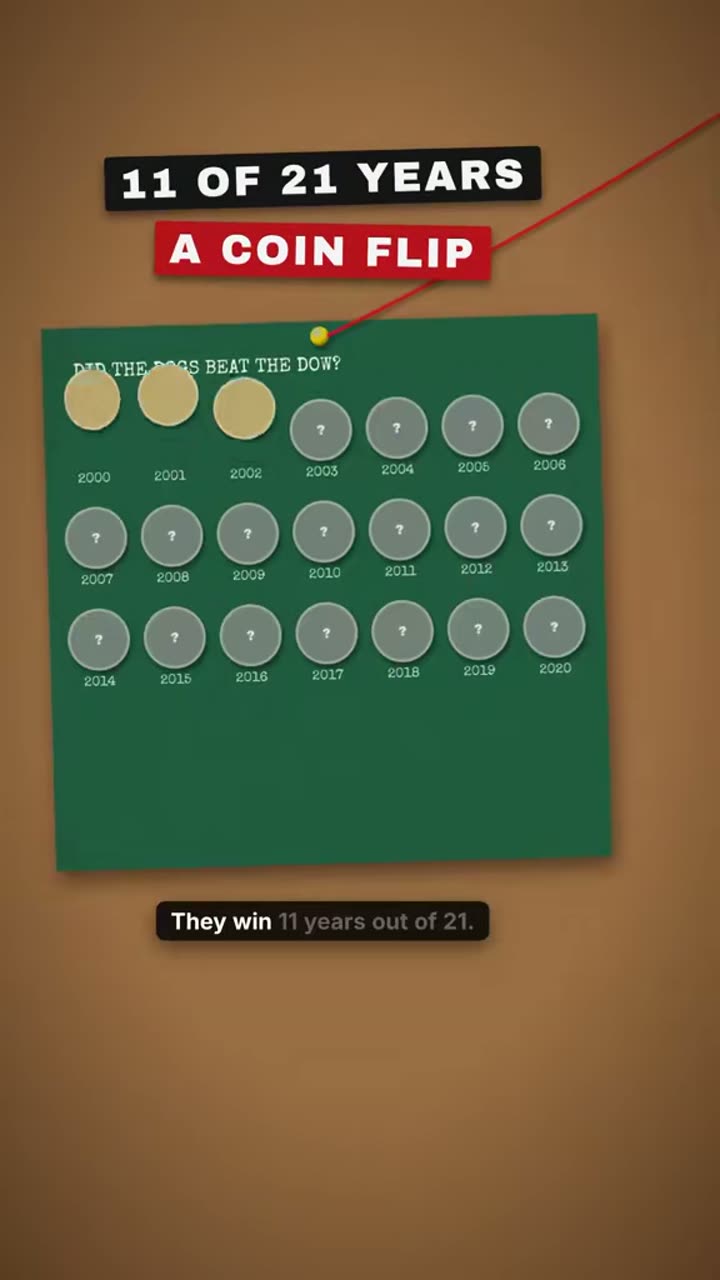 11 OF 21 YEARS
A COIN FLIP
DID THE DOGS BEAT THE DOW?
? ? ? ?
2000 2001 2002 2003 2004 2005 2006
? ? ? ? ? ? ?
2007 2008 2009 2010 2011 2012 2013
? ? ? ? ? ? ?
2014 2015 2016 2017 2018 2019 2020
They win 11 years out of 21.